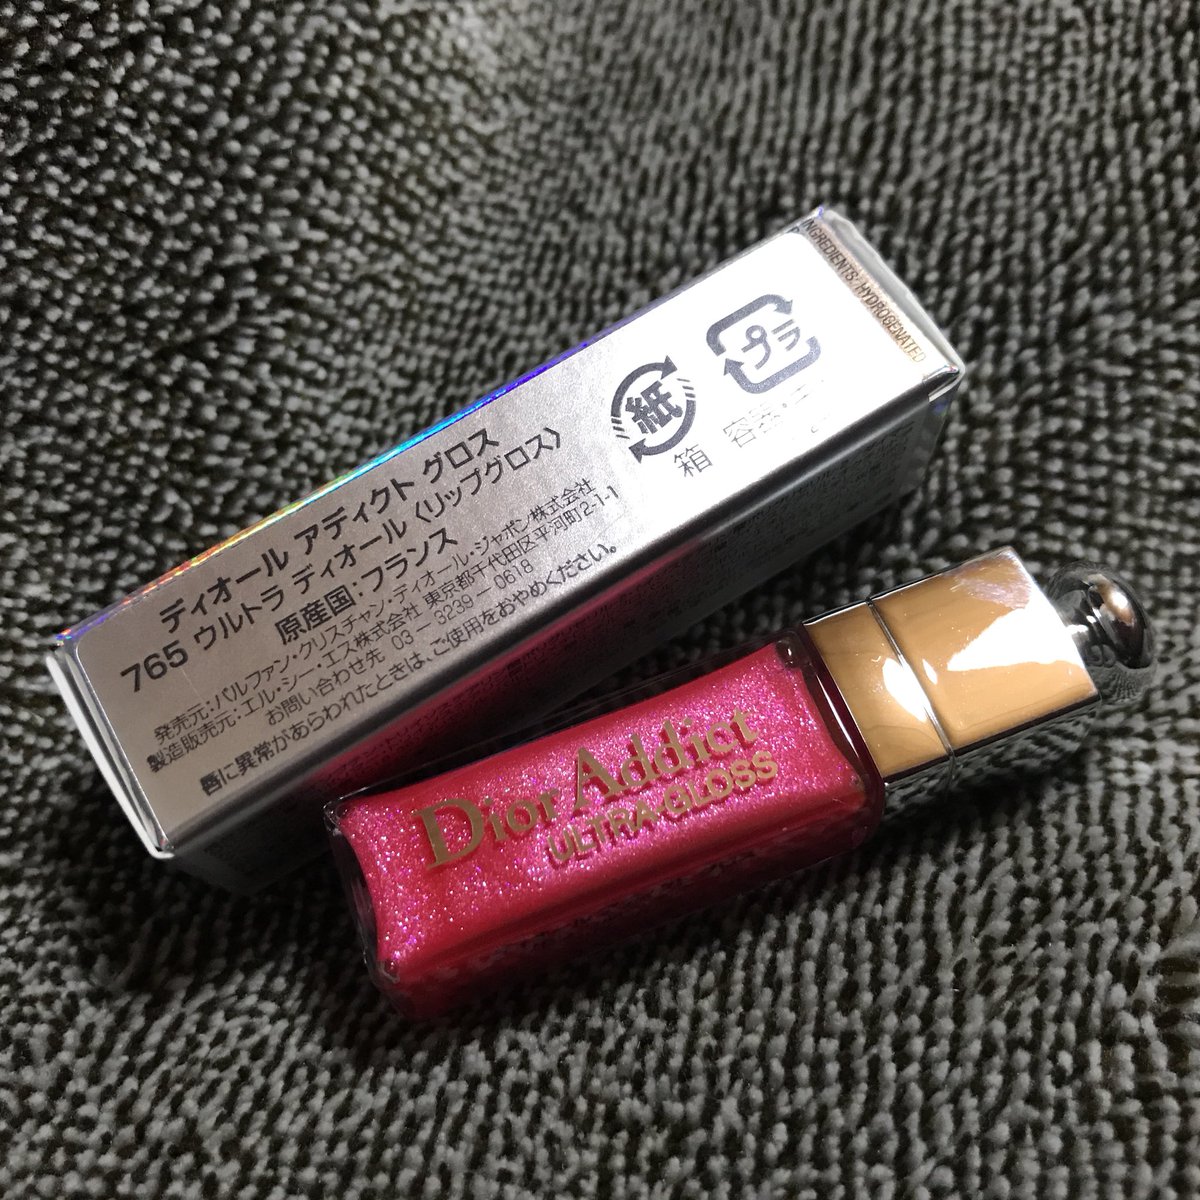 ディオール アディクト グロス
765 ウルトラ ディオール〈リップグロス〉
原産国:フランス
発売元:パルファン・クリスチャン・ディオール・ジャポン株式会社
製造販売元:エル・シー・エス株式会社 東京都千代田区平河町2-1-1
お問い合わせ先 03-3239-0618
唇に異常があらわれたときは、ご使用をおやめください。
紙
箱
プラ
容器・
INGREDIENTS: HYDROGENATED
Dior Addict
ULTRA-GLOSS